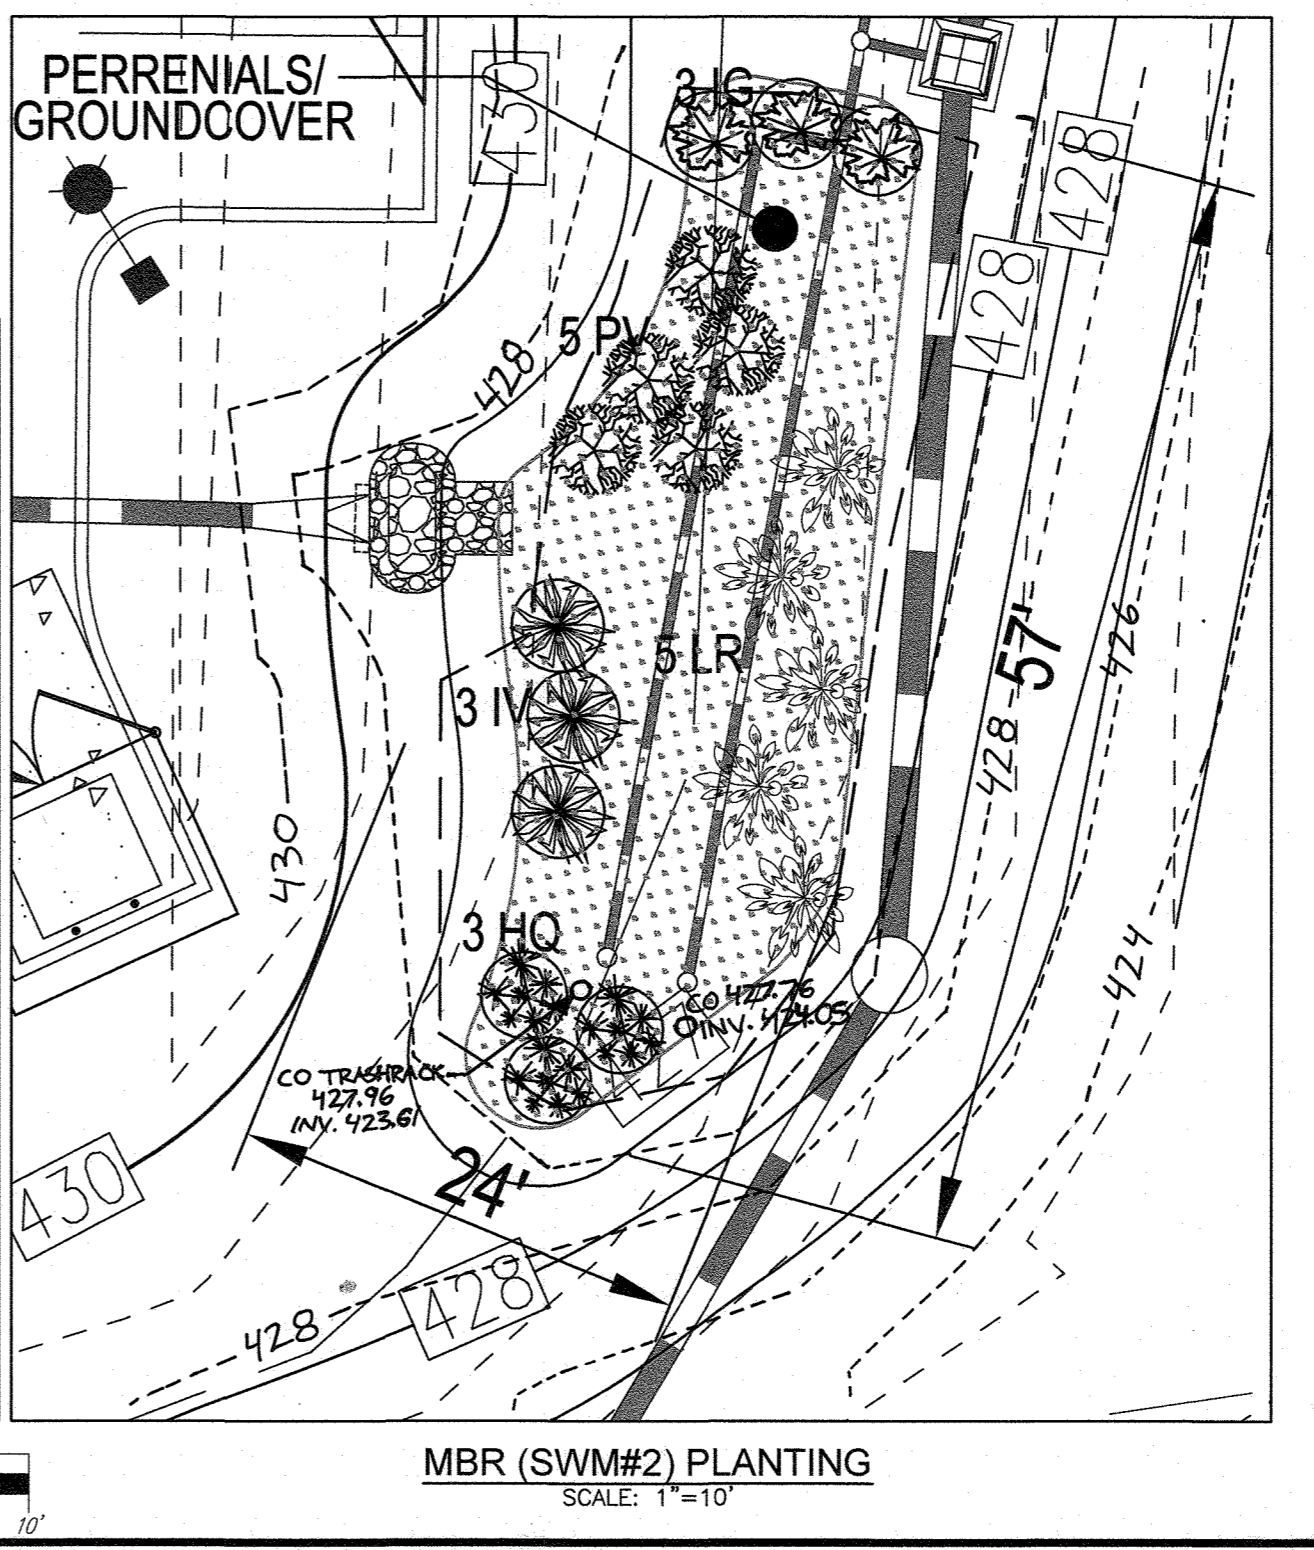 PERRENIALS/
GROUNDCOVER
430
3 IG
428
428
5 PV
428
57'
426
5 LR
3 IV
428
430
3 HQ
424
CO 427.76
INV. 424.05
CO TRASHRACK
427.96
INV. 423.61
24'
430
428
428
MBR (SWM#2) PLANTING
SCALE: 1"=10'
10'